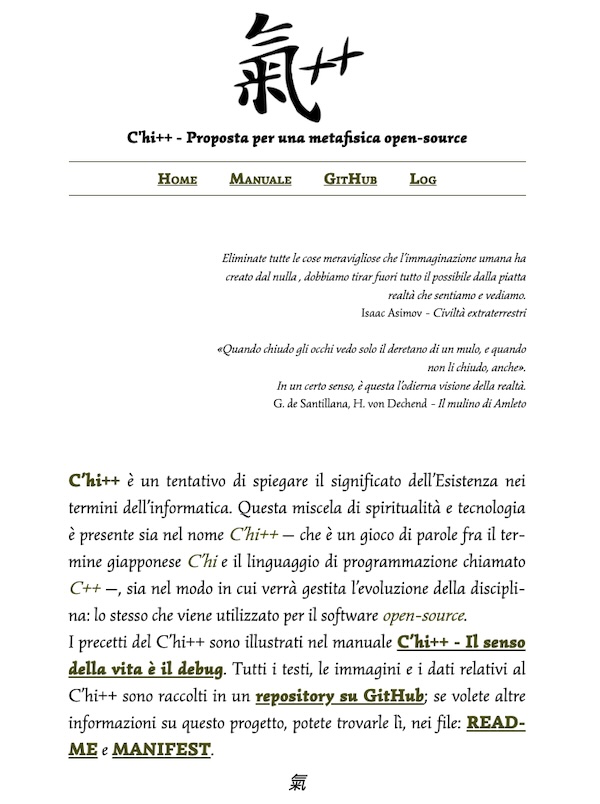 氣++
C'hi++ - Proposta per una metafisica open-source
Home Manuale GitHub Log
Eliminate tutte le cose meravigliose che l'immaginazione umana ha
creato dal nulla , dobbiamo tirar fuori tutto il possibile dalla piatta
realtà che sentiamo e vediamo.
Isaac Asimov - Civiltà extraterrestri
«Quando chiudo gli occhi vedo solo il deretano di un mulo, e quando
non li chiudo, anche».
In un certo senso, è questa l'odierna visione della realtà.
G. de Santillana, H. von Dechend - Il mulino di Amleto
C'hi++ è un tentativo di spiegare il significato dell'Esistenza nei
termini dell'informatica. Questa miscela di spiritualità e tecnologia
è presente sia nel nome C'hi++ — che è un gioco di parole fra il ter-
mine giapponese C'hi e il linguaggio di programmazione chiamato
C++ —, sia nel modo in cui verrà gestita l'evoluzione della discipli-
na: lo stesso che viene utilizzato per il software open-source.
I precetti del C'hi++ sono illustrati nel manuale C'hi++ - Il senso
della vita è il debug. Tutti i testi, le immagini e i dati relativi al
C'hi++ sono raccolti in un repository su GitHub; se volete altre
informazioni su questo progetto, potete trovarle lì, nei file: READ-
ME e MANIFEST.
氣